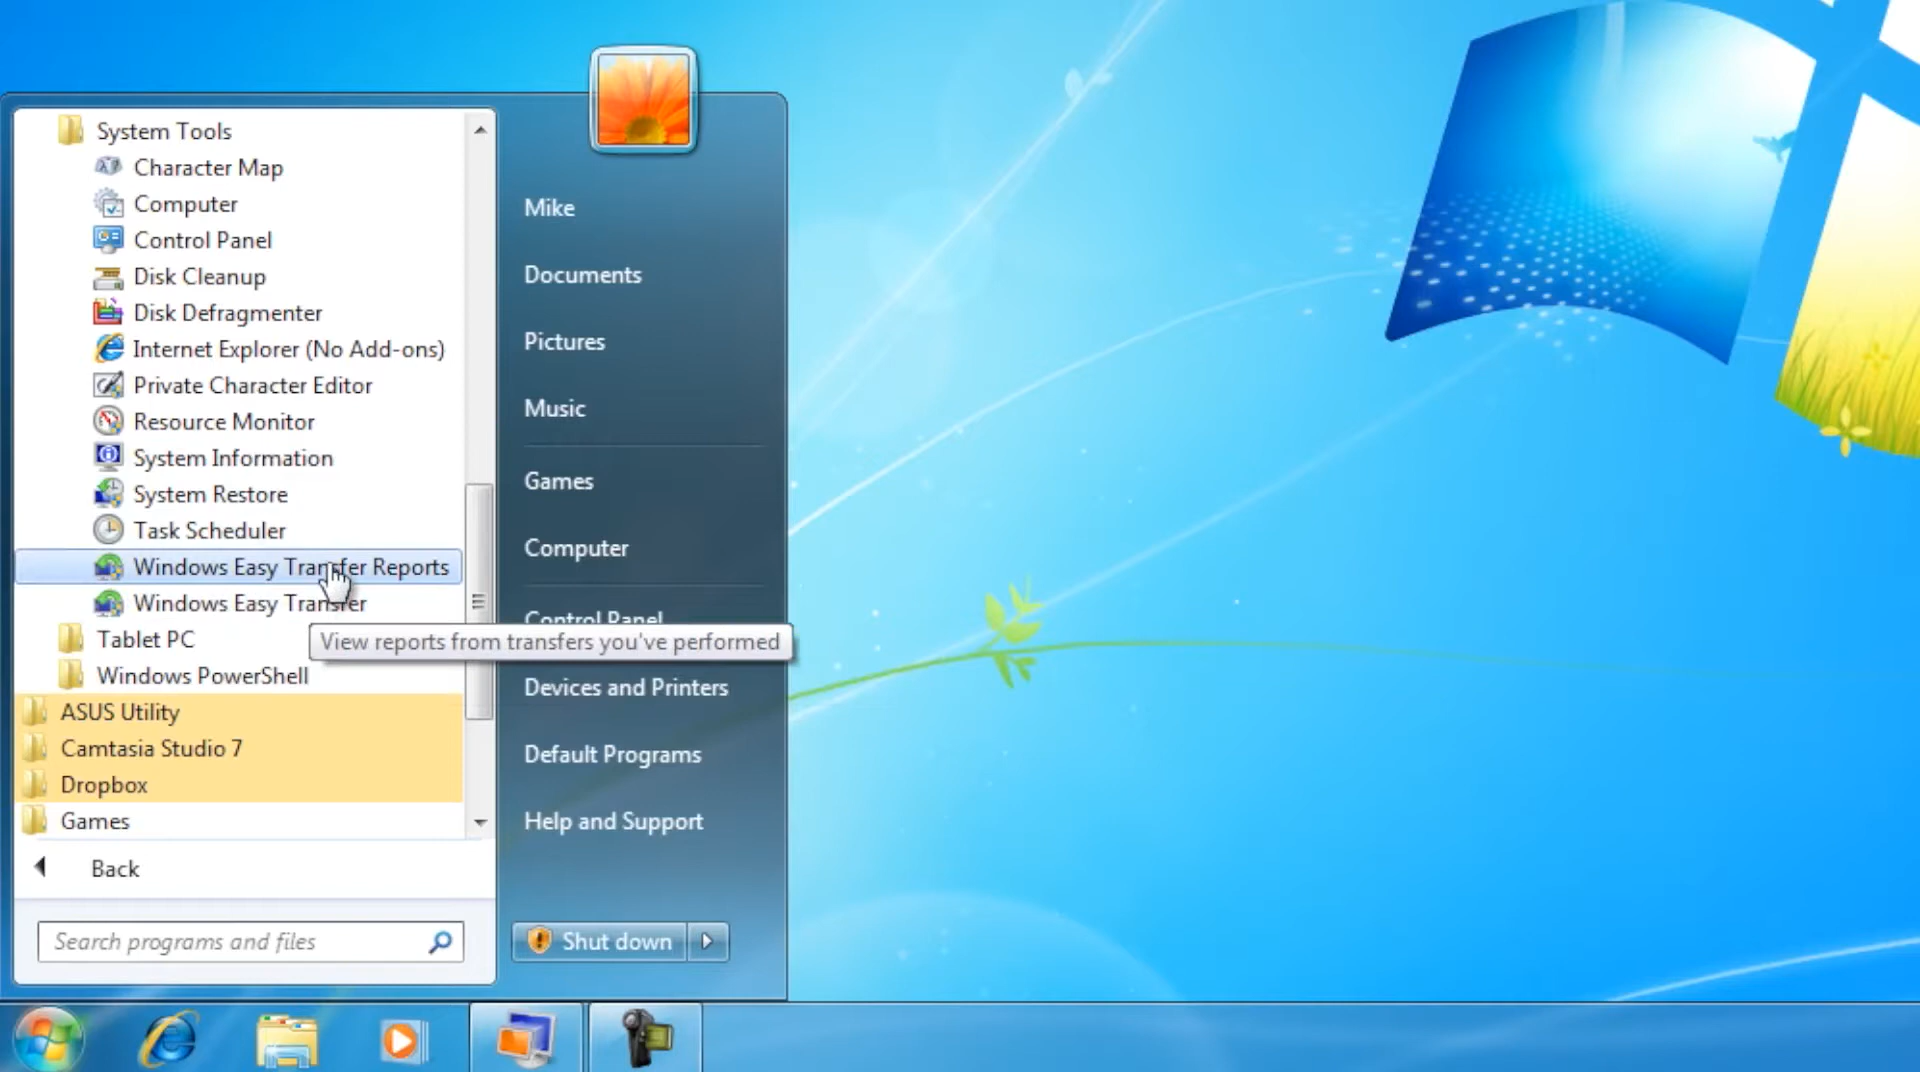 System Tools
Character Map
Computer
Control Panel
Disk Cleanup
Disk Defragmenter
Internet Explorer (No Add-ons)
Private Character Editor
Resource Monitor
System Information
System Restore
Task Scheduler
Windows Easy Transfer Reports
Windows Easy Transfer
View reports from transfers you've performed
Tablet PC
Windows PowerShell
ASUS Utility
Camtasia Studio 7
Dropbox
Games
Back
Search programs and files
Mike
Documents
Pictures
Music
Games
Computer
Control Panel
Devices and Printers
Default Programs
Help and Support
Shut down